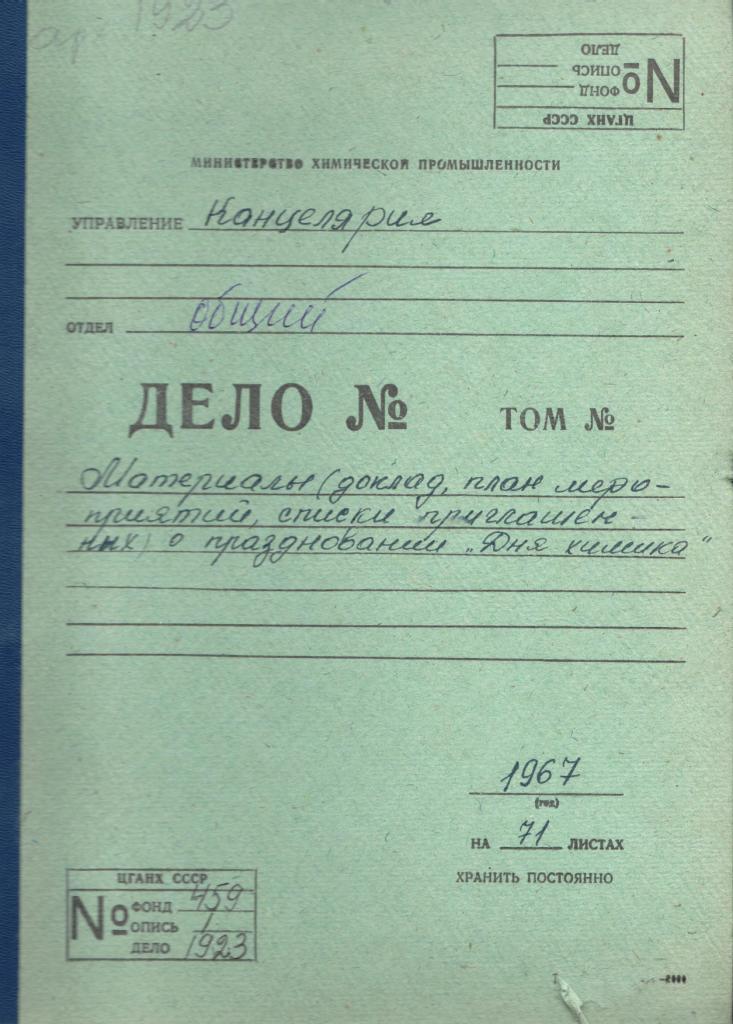 1923
ЦГАНХ СССР
№ ФОНД
ОПИСЬ
ДЕЛО
МИНИСТЕРСТВО ХИМИЧЕСКОЙ ПРОМЫШЛЕННОСТИ
УПРАВЛЕНИЕ Канцелярия
ОТДЕЛ общий
ДЕЛО № ТОМ №
Материалы (доклад, план меро-
приятий, списки приглашен-
ных) о праздновании „Дня химика"
1967
(год)
НА 71 ЛИСТАХ
ХРАНИТЬ ПОСТОЯННО
ЦГАНХ СССР
№ ФОНД 459
ОПИСЬ 1
ДЕЛО 1923